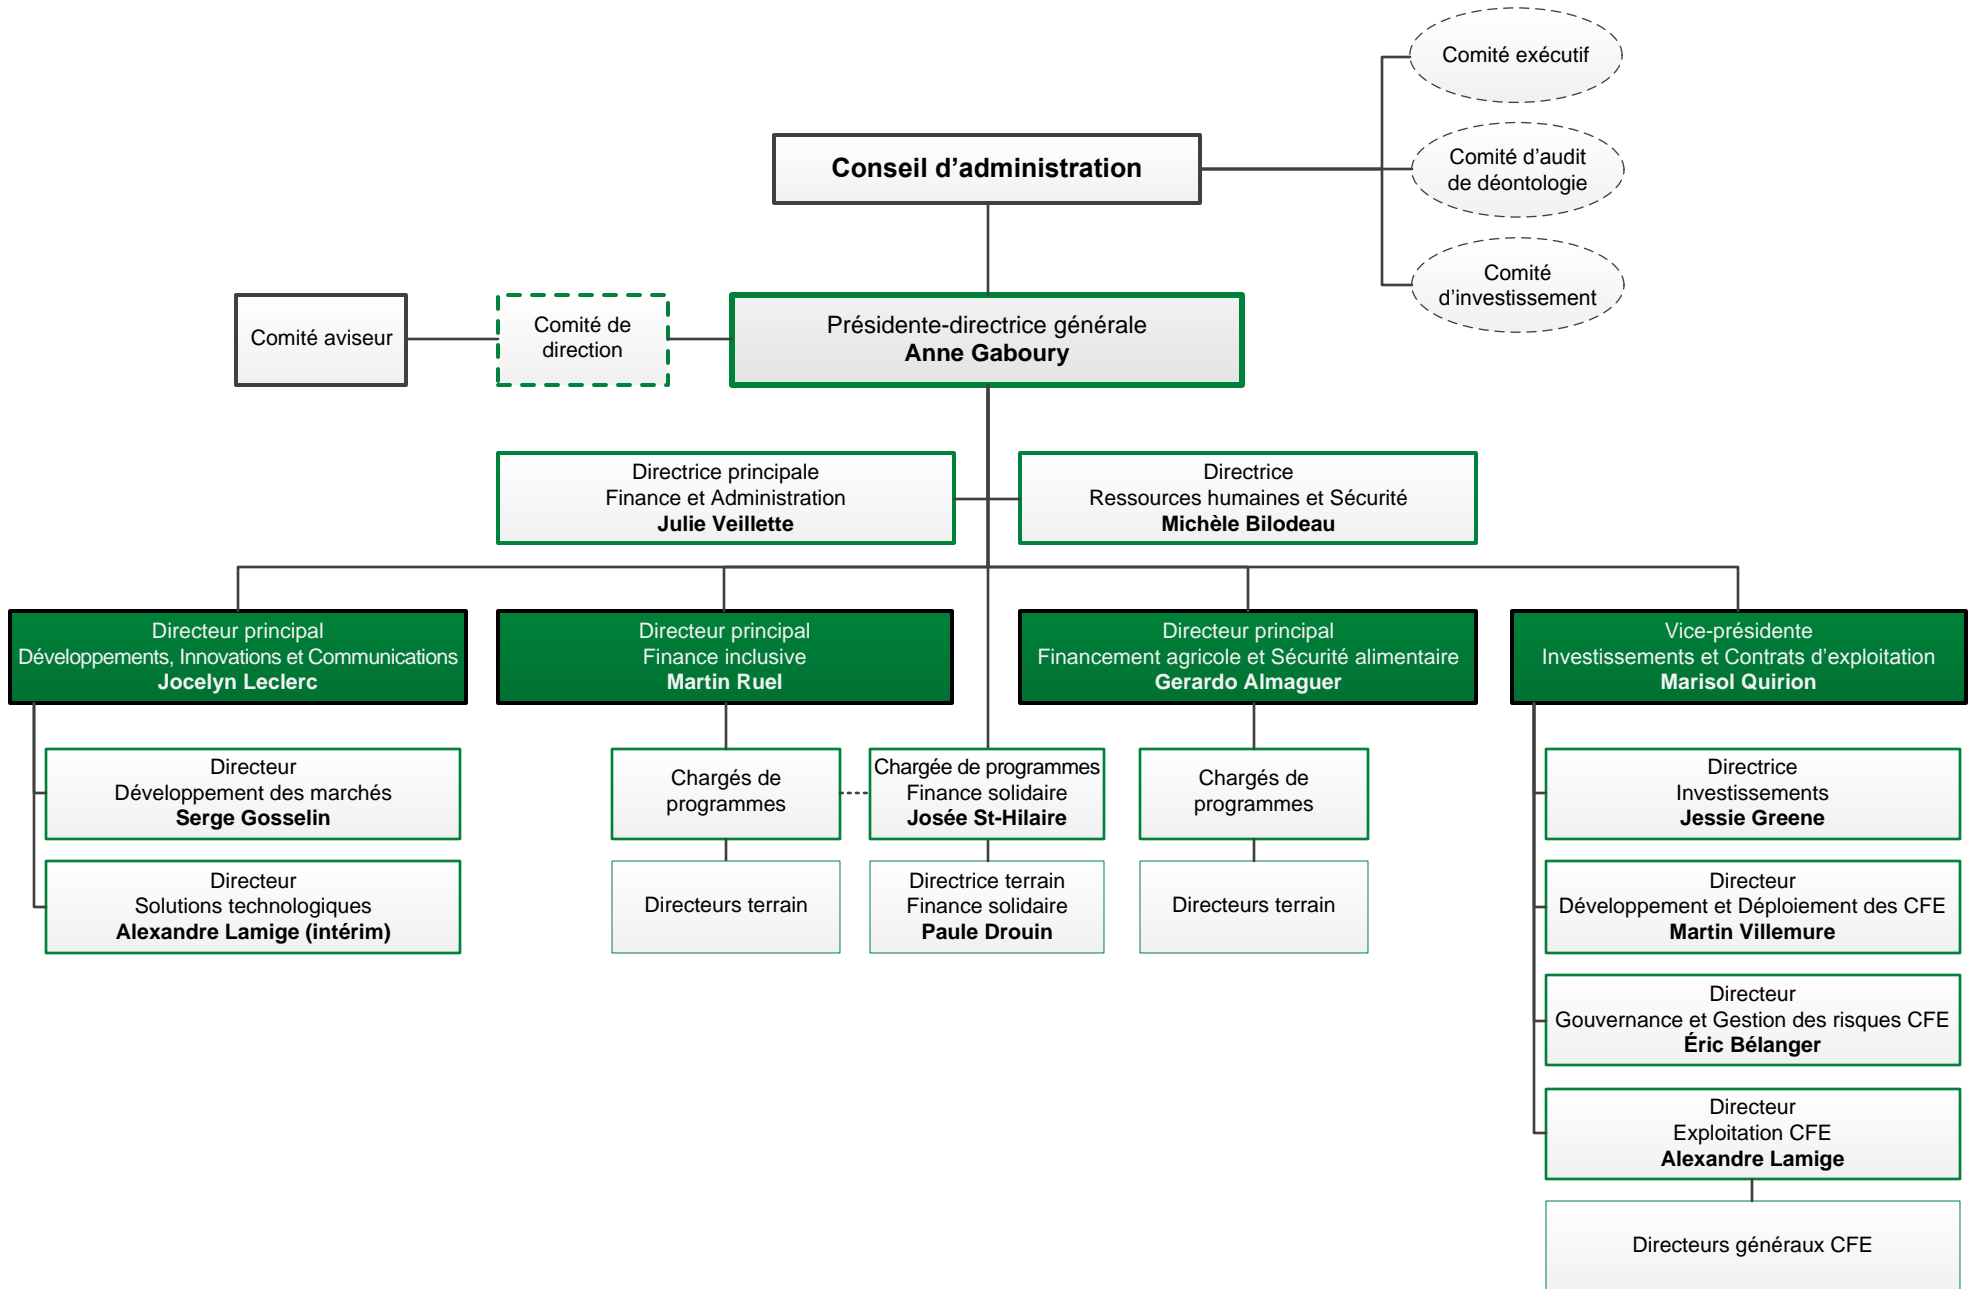 Comité exécutif
Conseil d’administration
Comité d’audit
de déontologie
Comité
d’investissement
Comité aviseur
Comité de
direction
Présidente-directrice générale
Anne Gaboury
Directrice principale
Finance et Administration
Julie Veillette
Directrice
Ressources humaines et Sécurité
Michèle Bilodeau
Directeur principal
Développements, Innovations et Communications
Jocelyn Leclerc
Directeur principal
Finance inclusive
Martin Ruel
Directeur principal
Financement agricole et Sécurité alimentaire
Gerardo Almaguer
Vice-présidente
Investissements et Contrats d’exploitation
Marisol Quirion
Directeur
Développement des marchés
Serge Gosselin
Chargés de
programmes
Chargée de programmes
Finance solidaire
Josée St-Hilaire
Chargés de
programmes
Directrice
Investissements
Jessie Greene
Directeur
Solutions technologiques
Alexandre Lamige (intérim)
Directeurs terrain
Directrice terrain
Finance solidaire
Paule Drouin
Directeurs terrain
Directeur
Développement et Déploiement des CFE
Martin Villemure
Directeur
Gouvernance et Gestion des risques CFE
Éric Bélanger
Directeur
Exploitation CFE
Alexandre Lamige
Directeurs généraux CFE